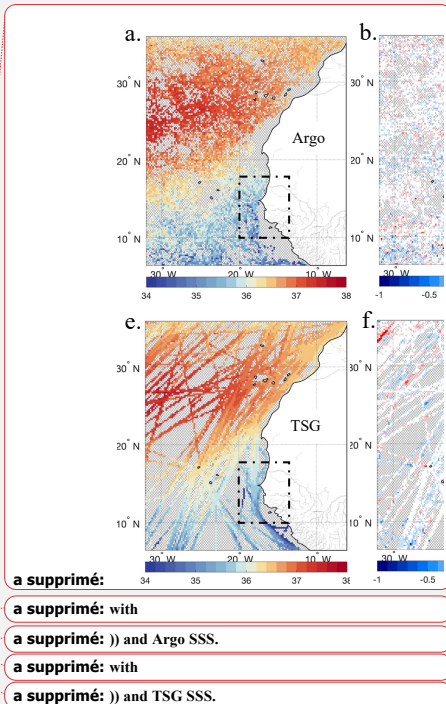 a. b.
30° N 30° N
Argo
20° N 20° N
10° N 10° N
30° W 20° W 10° W 30° W
34 35 36 37 38 -1 -0.5
e. f.
30° N 30° N
TSG
20° N 20° N
10° N 10° N
30° W 20° W 10° W 30° W
34 35 36 37 38 -1 -0.5
a supprimé:
a supprimé: with
a supprimé: )) and Argo SSS.
a supprimé: with
a supprimé: )) and TSG SSS.